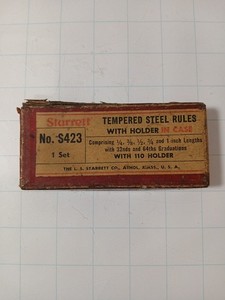 Starrett
No. S423
1 Set
TEMPERED STEEL RULES
WITH HOLDER IN CASE
Comprising ¼, ⅜, ½, ¾ and 1-inch Lengths
with 32nds and 64ths Graduations
WITH 110 HOLDER
THE L. S. STARRETT CO., ATHOL, MASS., U. S. A.